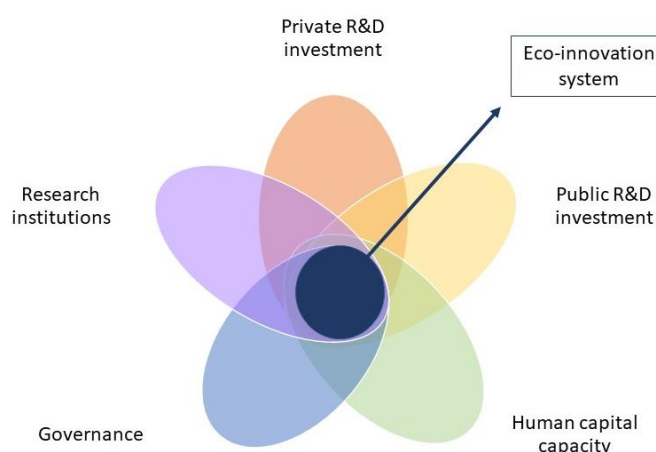 Private R&D
investment
Eco-innovation
system
Research
institutions
Public R&D
investment
Governance
Human capital
capacity